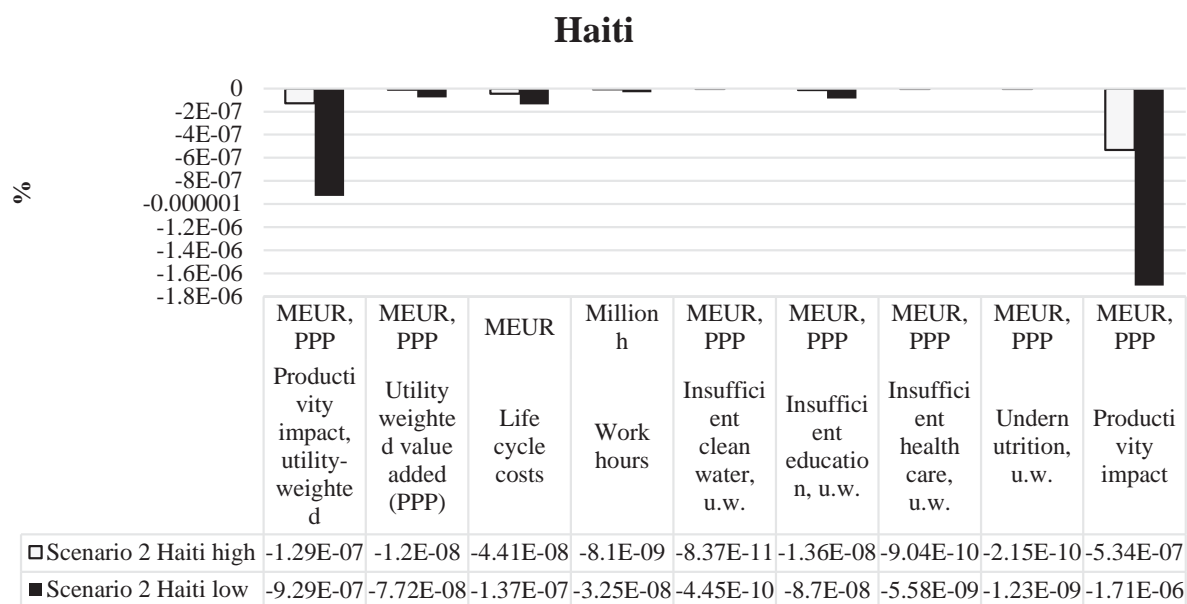 Haiti
%
0
-2E-07
-4E-07
-6E-07
-8E-07
-0.000001
-1.2E-06
-1.4E-06
-1.6E-06
-1.8E-06
MEUR, PPP
MEUR, PPP
MEUR
Million h
MEUR, PPP
MEUR, PPP
MEUR, PPP
MEUR, PPP
MEUR, PPP
Producti
vity
impact,
utility-
weighte
d
Utility
weighte
d value
added
(PPP)
Life
cycle
costs
Work
hours
Insuffici
ent
clean
water,
u.w.
Insuffici
ent
educatio
n, u.w.
Insuffici
ent
health
care,
u.w.
Undern
utrition,
u.w.
Producti
vity
impact
Scenario 2 Haiti high -1.29E-07 -1.2E-08 -4.41E-08 -8.1E-09 -8.37E-11 -1.36E-08 -9.04E-10 -2.15E-10 -5.34E-07
Scenario 2 Haiti low -9.29E-07 -7.72E-08 -1.37E-07 -3.25E-08 -4.45E-10 -8.7E-08 -5.58E-09 -1.23E-09 -1.71E-06